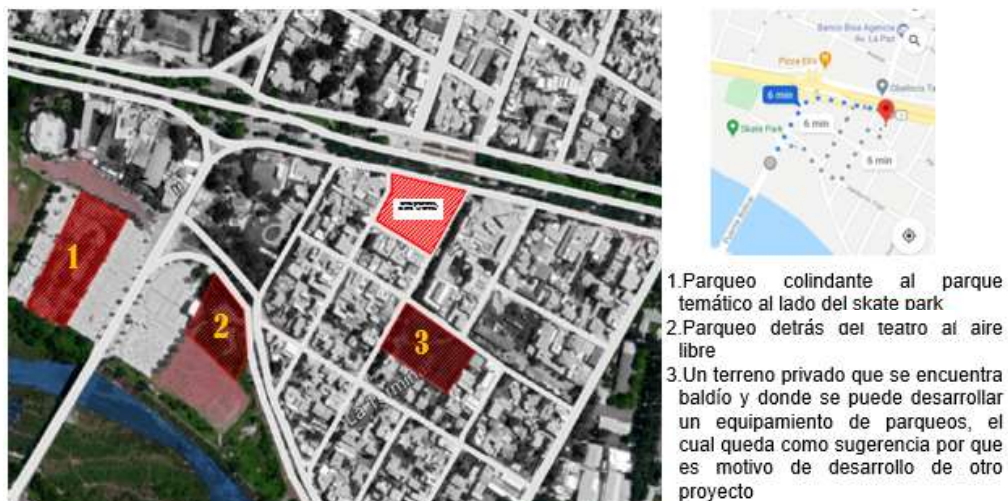 1
2
3
Banco Bisa Agencia
Av. La Paz
Pizza Elli
6 min
6 min
Skate Park
6 min
1.Parqueo colindante al parque
temático al lado del skate park
2.Parqueo detrás del teatro al aire
libre
3.Un terreno privado que se encuentra
baldío y donde se puede desarrollar
un equipamiento de parqueos, el
cual queda como sugerencia por que
es motivo de desarrollo de otro
proyecto